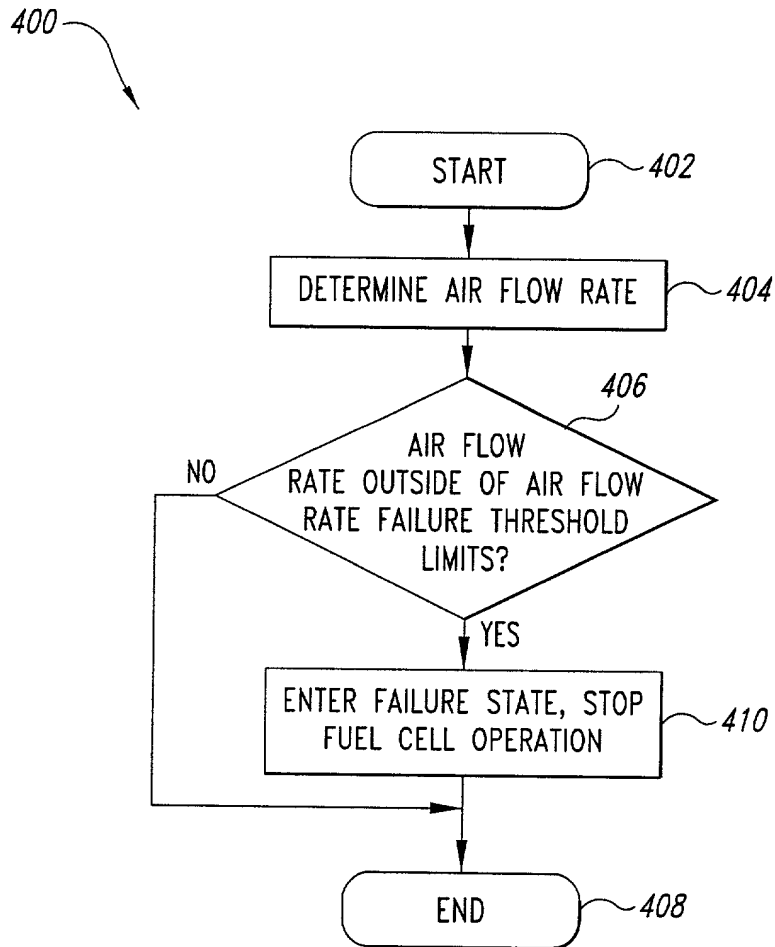 400
START
402
DETERMINE AIR FLOW RATE
404
406
AIR FLOW
RATE OUTSIDE OF AIR FLOW
RATE FAILURE THRESHOLD
LIMITS?
NO
YES
ENTER FAILURE STATE, STOP
FUEL CELL OPERATION
410
END
408